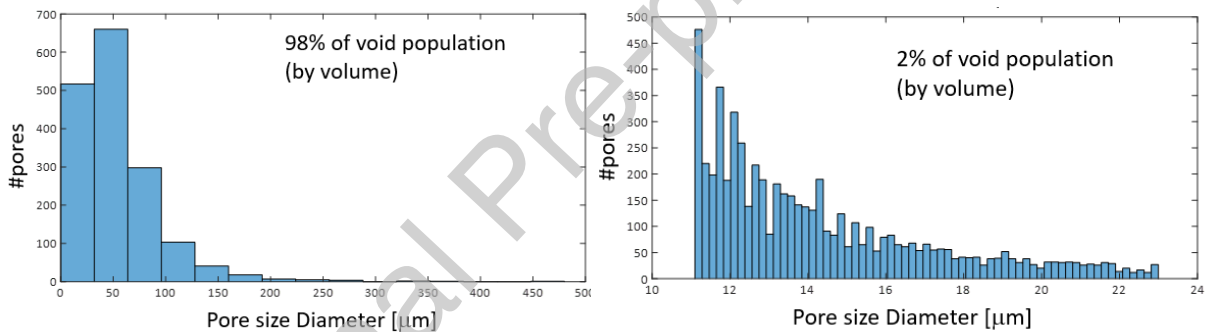 700
600
500
400
300
200
100
0
#pores
98% of void population
(by volume)
0 50 100 150 200 250 300 350 400 450 500
Pore size Diameter [μm]
500
450
400
350
300
250
200
150
100
50
0
#pores
2% of void population
(by volume)
10 12 14 16 18 20 22 24
Pore size Diameter [μm]
nal Pre-p